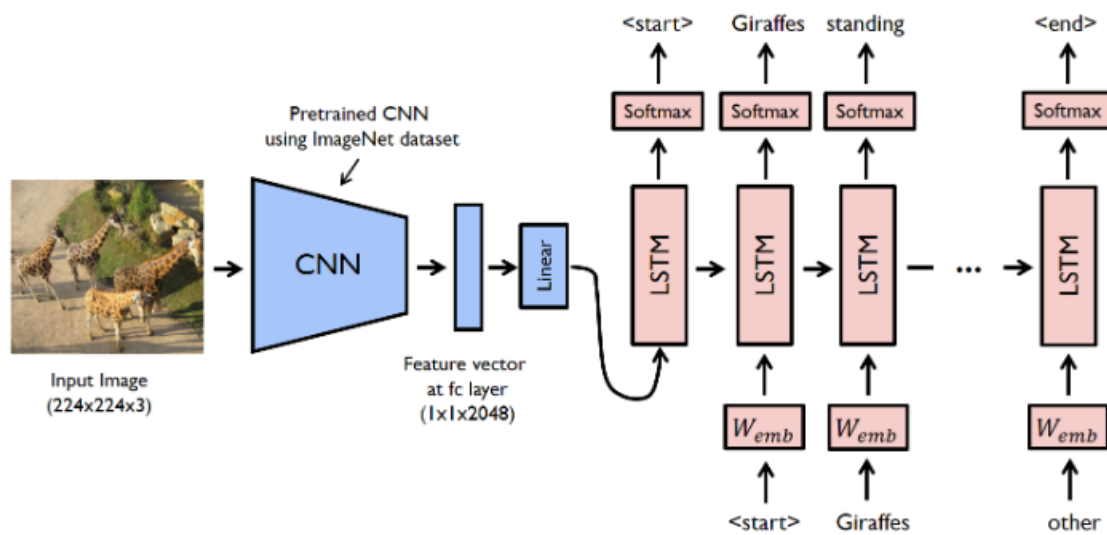 <start> Giraffes standing <end>
Softmax Softmax Softmax Softmax
Pretrained CNN
using ImageNet dataset
CNN
Linear
LSTM LSTM LSTM ... LSTM
Input Image
(224x224x3)
Feature vector
at fc layer
(1x1x2048)
W_emb W_emb W_emb
<start> Giraffes other